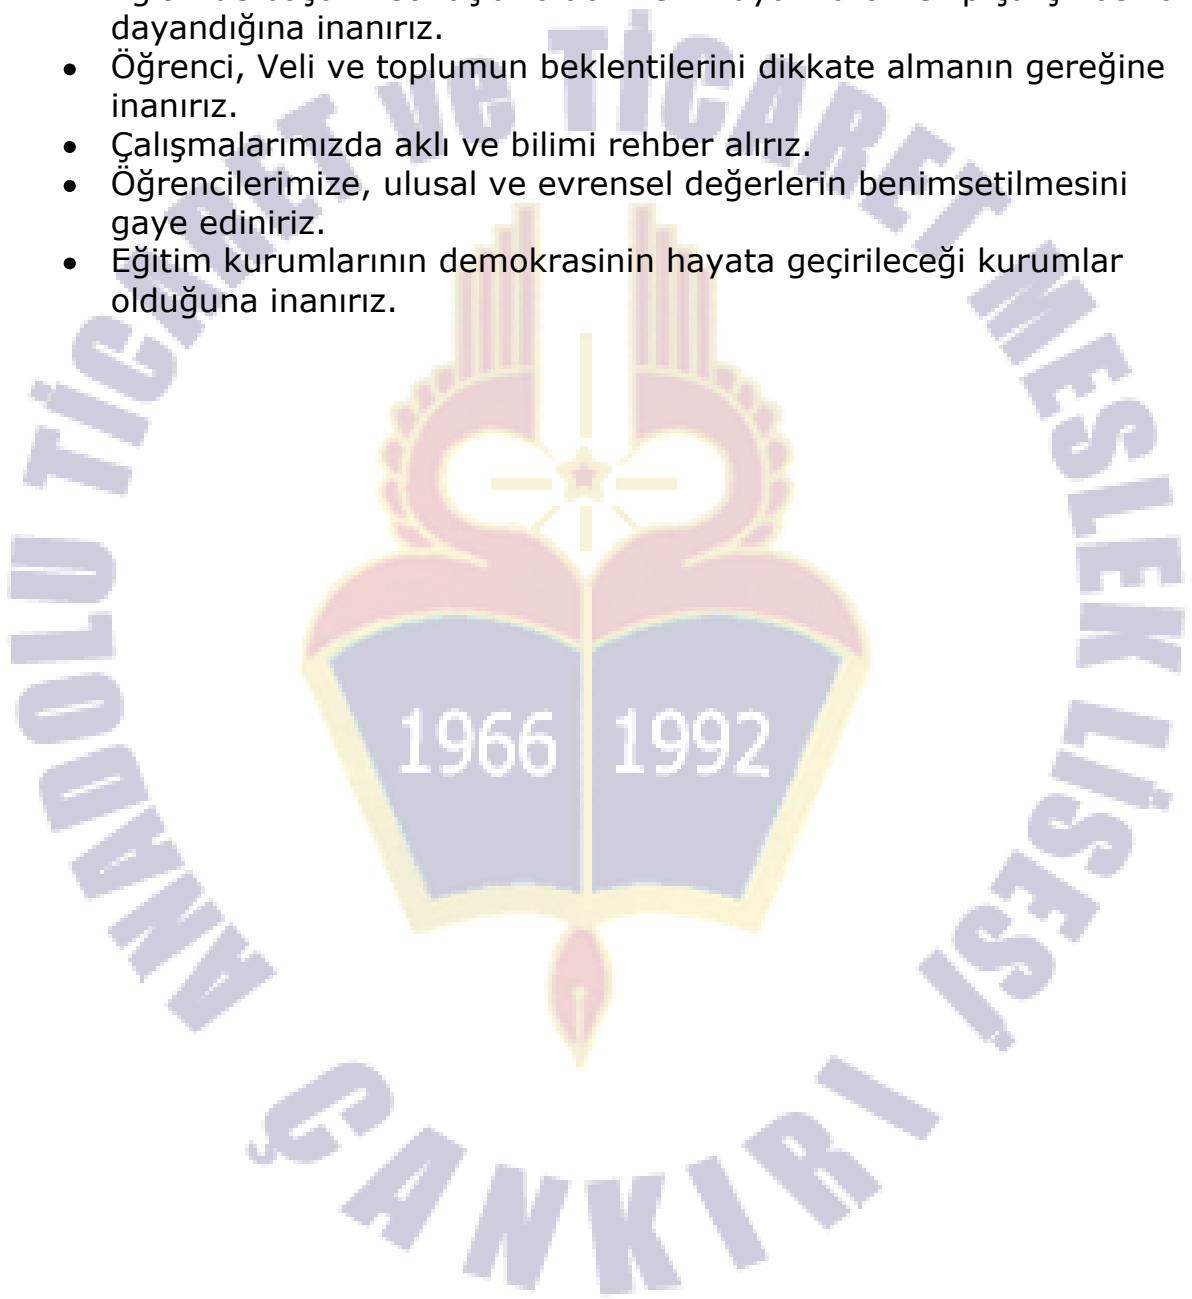 dayandığına inanırız.
• Öğrenci, Veli ve toplumun beklentilerini dikkate almanın gereğine
inanırız.
• Çalışmalarımızda aklı ve bilimi rehber alırız.
• Öğrencilerimize, ulusal ve evrensel değerlerin benimsetilmesini
gaye ediniriz.
• Eğitim kurumlarının demokrasinin hayata geçirileceği kurumlar
olduğuna inanırız.
ÇANKIRI ANADOLU TİCARET ve TİCARET MESLEK LİSESİ
1966 1992